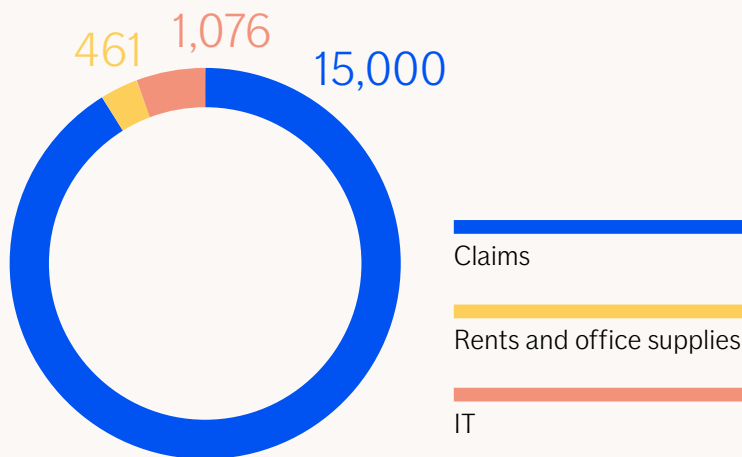 1,076
461
15,000
Claims
Rents and office supplies
IT